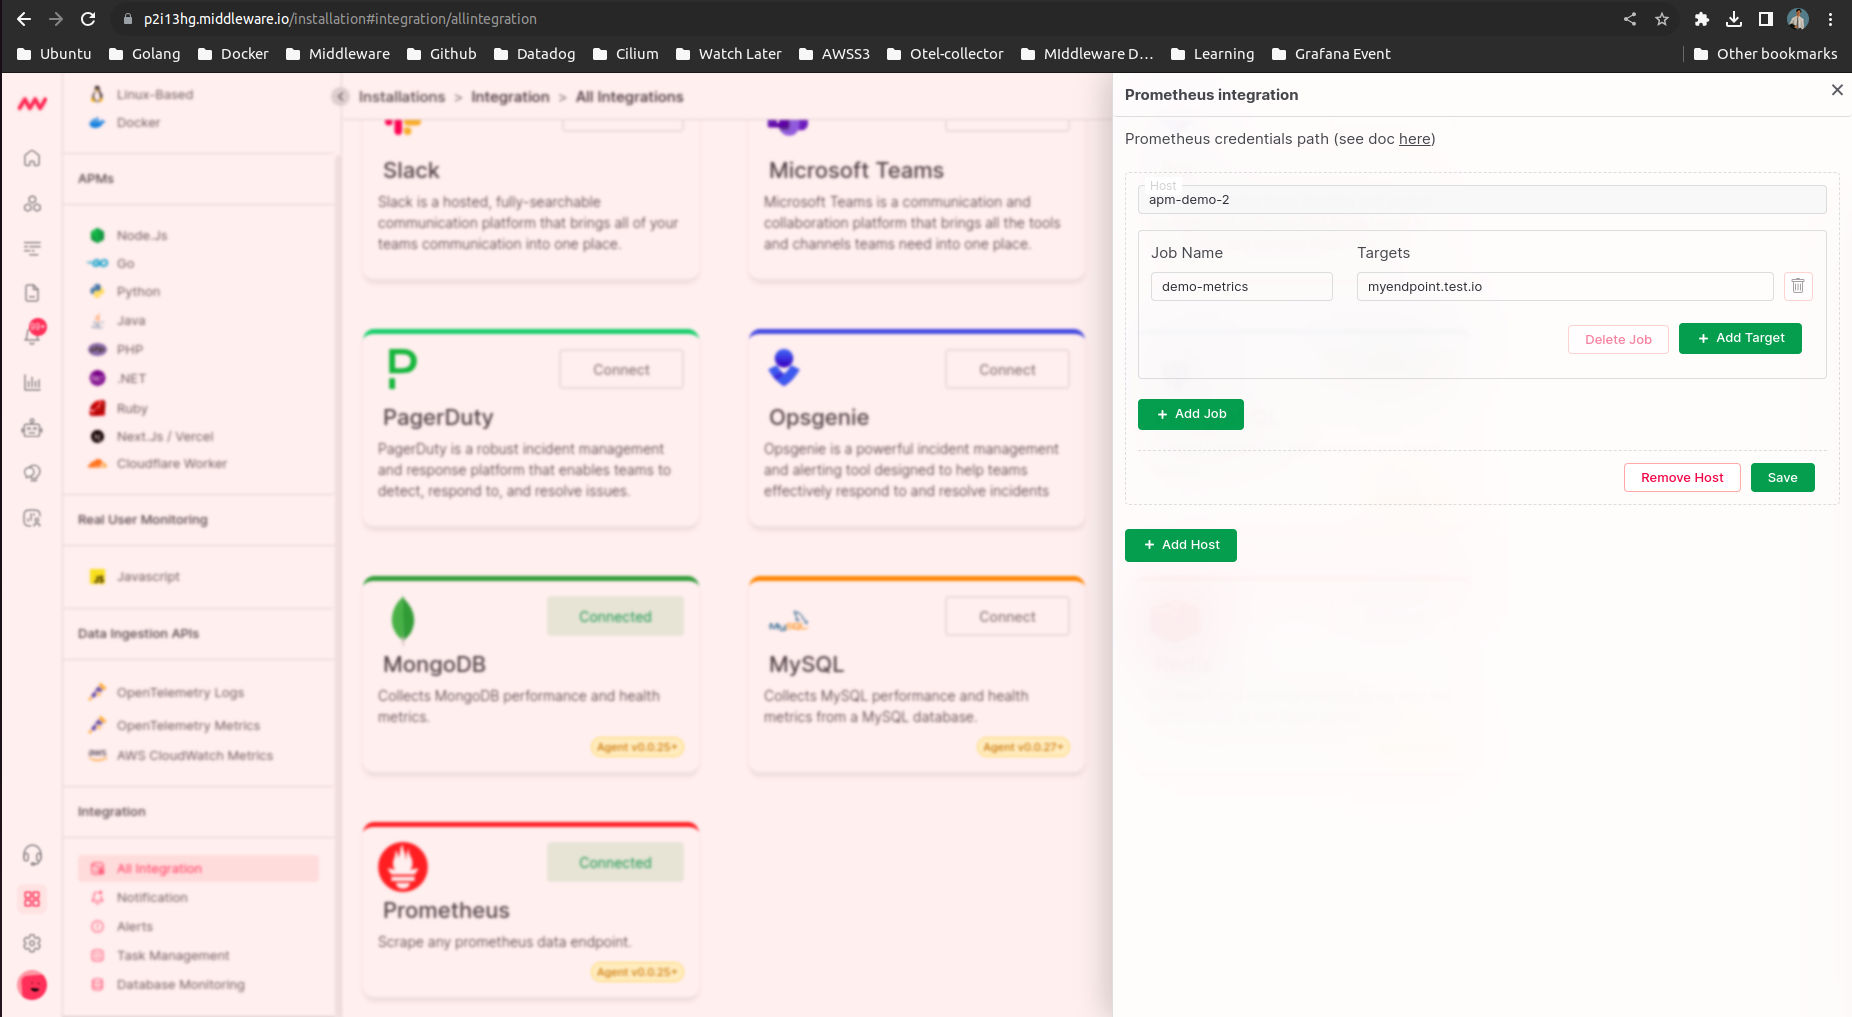 p2i13hg.middleware.io/installation#integration/allintegration
Ubuntu Golang Docker Middleware Github Datadog Cilium Watch Later AWSS3 Otel-collector MIddleware D... Learning Grafana Event Other bookmarks
Linux-Based
Docker
APMs
Node.Js
Go
Python
Java
PHP
.NET
Ruby
Next.Js / Vercel
Cloudflare Worker
Real User Monitoring
Javascript
Data Ingestion APIs
OpenTelemetry Logs
OpenTelemetry Metrics
AWS CloudWatch Metrics
Integration
All Integration
Notification
Alerts
Task Management
Database Monitoring
99+
Installations > Integration > All Integrations
Slack
Slack is a hosted, fully-searchable
communication platform that brings all of your
teams communication into one place.
Microsoft Teams
Microsoft Teams is a communication and
collaboration platform that brings all the tools
and channels teams need into one place.
Connect
PagerDuty
PagerDuty is a robust incident management
and response platform that enables teams to
detect, respond to, and resolve issues.
Connect
Opsgenie
Opsgenie is a powerful incident management
and alerting tool designed to help teams
effectively respond to and resolve incidents
Connected
MongoDB
Collects MongoDB performance and health
metrics.
Agent v0.0.25+
MySQL
Connect
MySQL
Collects MySQL performance and health
metrics from a MySQL database.
Agent v0.0.27+
Connected
Prometheus
Scrape any prometheus data endpoint.
Agent v0.0.25+
Prometheus integration
Prometheus credentials path (see doc here)
Host
apm-demo-2
Job Name Targets
demo-metrics myendpoint.test.io
Delete Job + Add Target
+ Add Job
Remove Host Save
+ Add Host